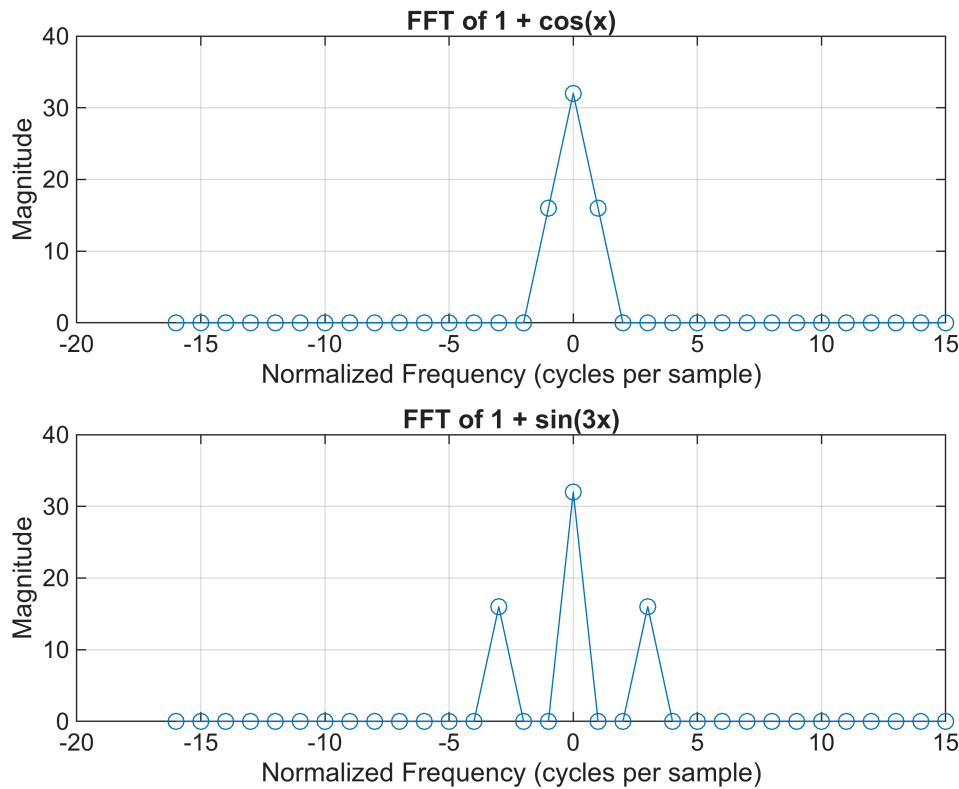 FFT of 1 + cos(x)
40
30
20
10
0
Magnitude
-20 -15 -10 -5 0 5 10 15
Normalized Frequency (cycles per sample)
FFT of 1 + sin(3x)
40
30
20
10
0
Magnitude
-20 -15 -10 -5 0 5 10 15
Normalized Frequency (cycles per sample)